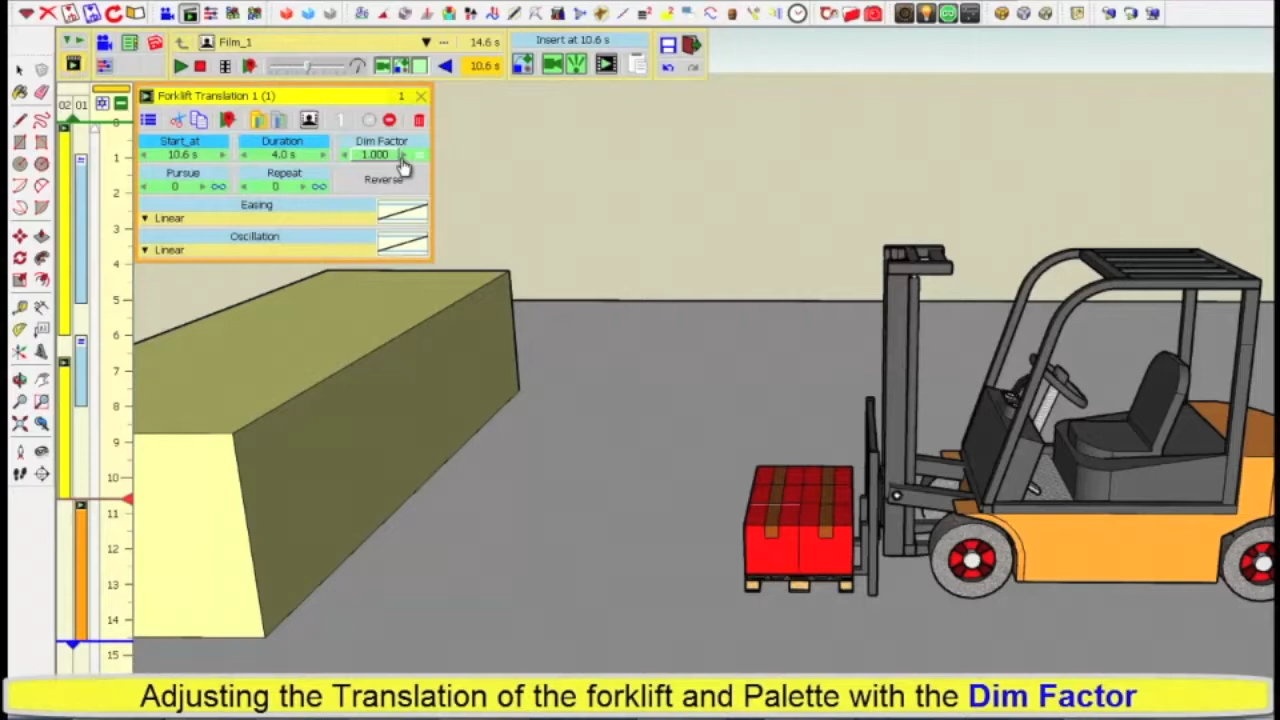 Film_1
14.6 s
Insert at 10.6 s
10.6 s
Forklift Translation 1 (1)
1
02 01
0
1
Start_at
Duration
Dim Factor
10.6 s
4.0 s
1.000
Pursue
Repeat
Reverse
0
0
Easing
Linear
Oscillation
Linear
1
2
3
4
5
6
7
8
9
10
11
12
13
14
15
Adjusting the Translation of the forklift and Palette with the Dim Factor